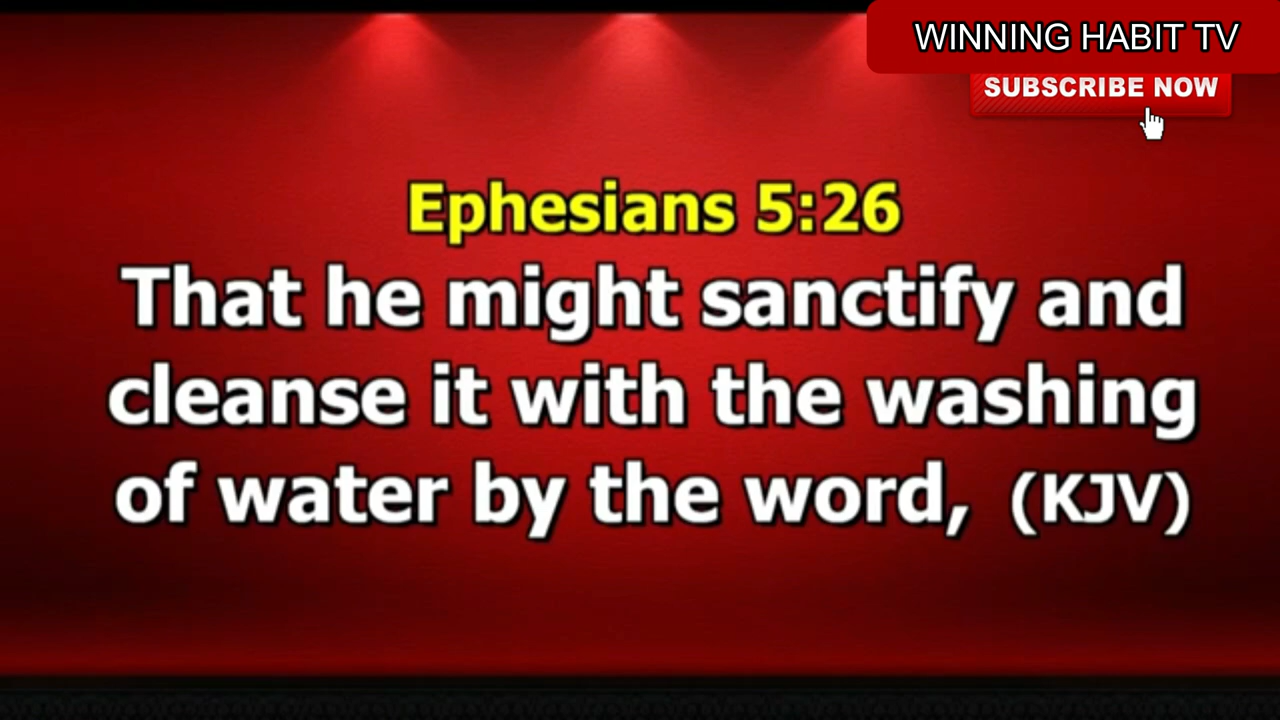 WINNING HABIT TV
SUBSCRIBE NOW
Ephesians 5:26
That he might sanctify and
cleanse it with the washing
of water by the word, (KJV)